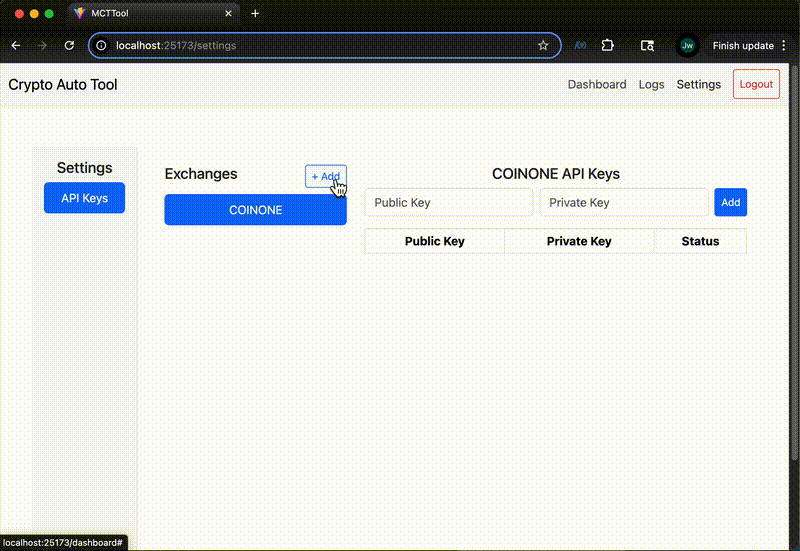 MCTTool
localhost:25173/settings
Jw
Finish update
Crypto Auto Tool
Dashboard
Logs
Settings
Logout
Settings
API Keys
Exchanges
+ Add
COINONE
COINONE API Keys
Public Key
Private Key
Add
Public Key
Private Key
Status
localhost:25173/dashboard#